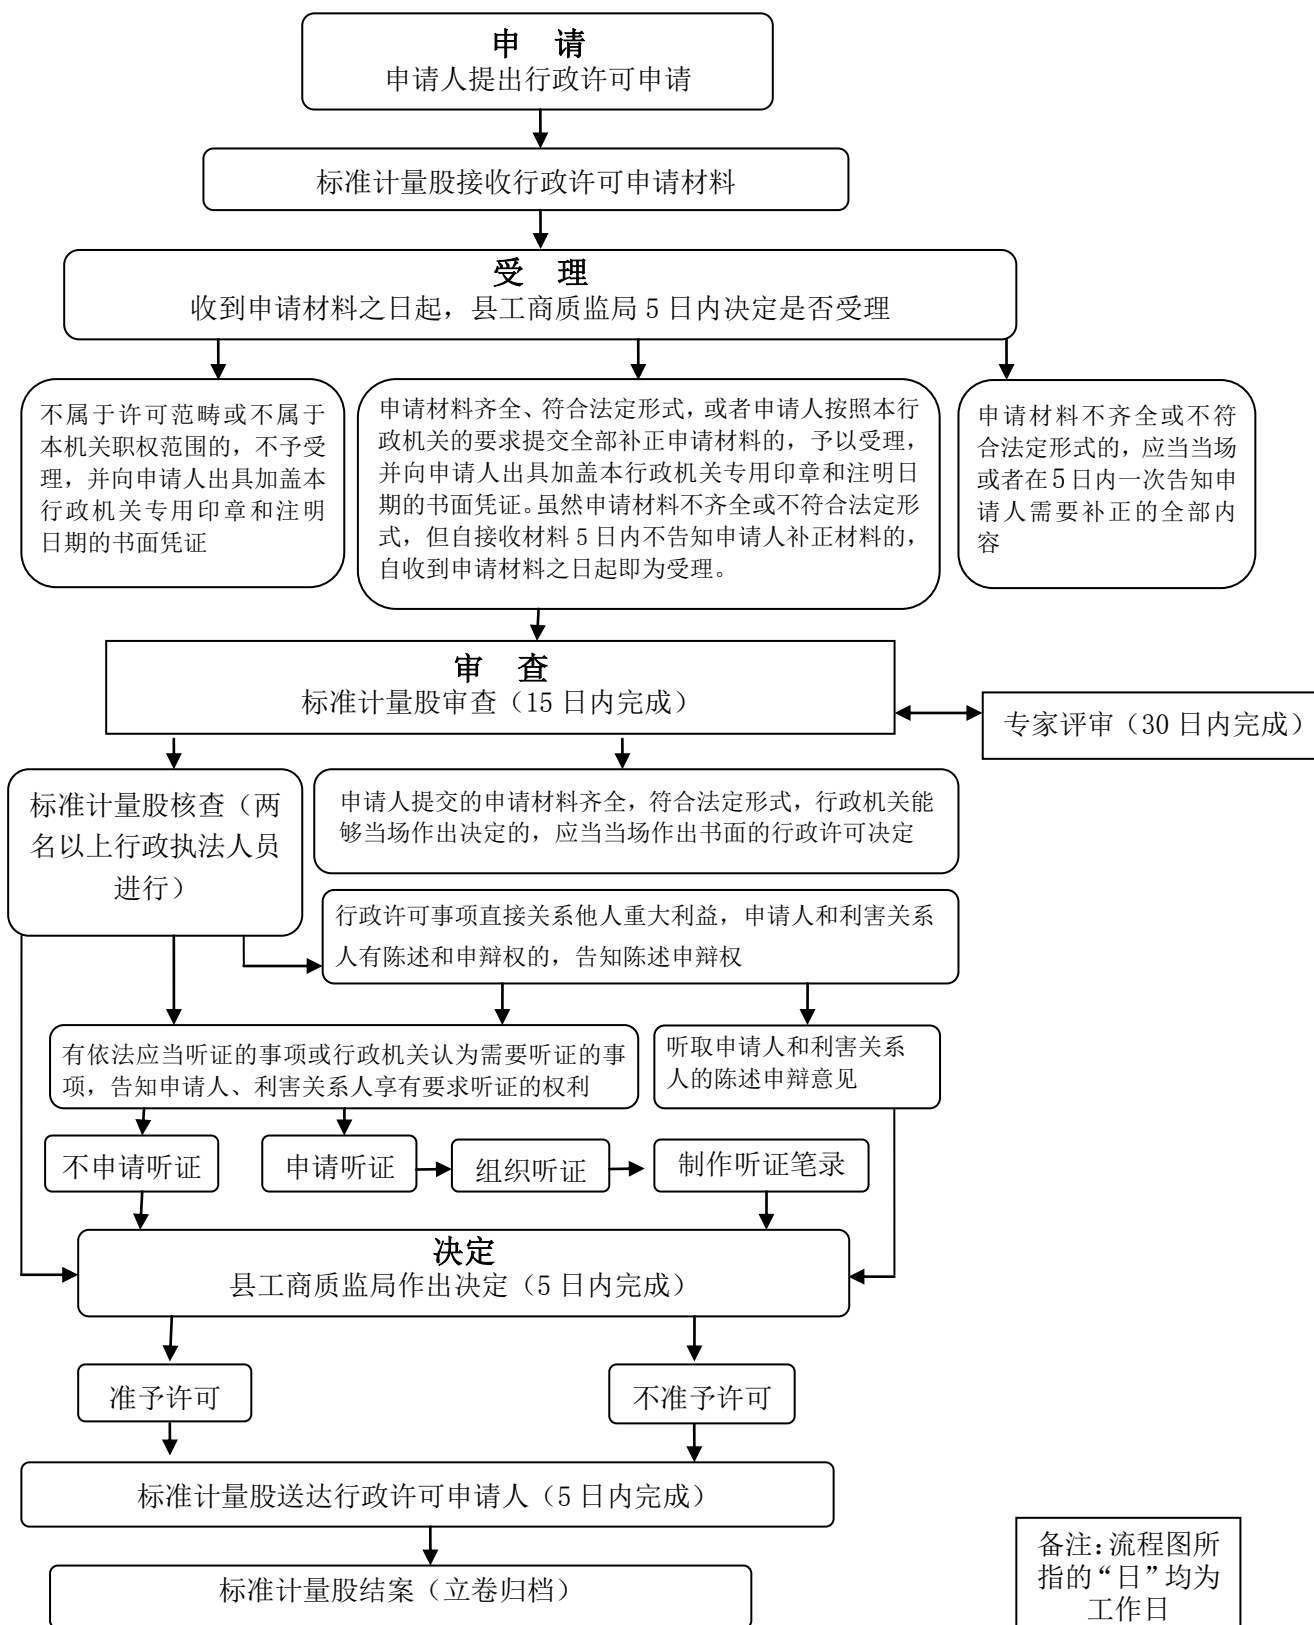 申 请
申请人提出行政许可申请
标准计量股接收行政许可申请材料
受 理
收到申请材料之日起，县工商质监局 5 日内决定是否受理
不属于许可范畴或不属于
本机关职权范围的，不予受
理，并向申请人出具加盖本
行政机关专用印章和注明
日期的书面凭证
申请材料齐全、符合法定形式，或者申请人按照本行
政机关的要求提交全部补正申请材料的，予以受理，
并向申请人出具加盖本行政机关专用印章和注明日
期的书面凭证。虽然申请材料不齐全或不符合法定形
式，但自接收材料 5 日内不告知申请人补正材料的，
自收到申请材料之日起即为受理。
申请材料不齐全或不符
合法定形式的，应当当场
或者在5日内一次告知申
请人需要补正的全部内
容
审 查
标准计量股审查（15 日内完成）
专家评审（30 日内完成）
标准计量股核查（两
名以上行政执法人员
进行）
申请人提交的申请材料齐全，符合法定形式，行政机关能
够当场作出决定的，应当当场作出书面的行政许可决定
行政许可事项直接关系他人重大利益，申请人和利害关系
人有陈述和申辩权的，告知陈述申辩权
有依法应当听证的事项或行政机关认为需要听证的事
项，告知申请人、利害关系人享有要求听证的权利
听取申请人和利害关系
人的陈述申辩意见
不申请听证
申请听证
组织听证
制作听证笔录
决定
县工商质监局作出决定（5 日内完成）
准予许可
不准予许可
标准计量股送达行政许可申请人（5 日内完成）
标准计量股结案（立卷归档）
备注：流程图所
指的“日”均为
工作日